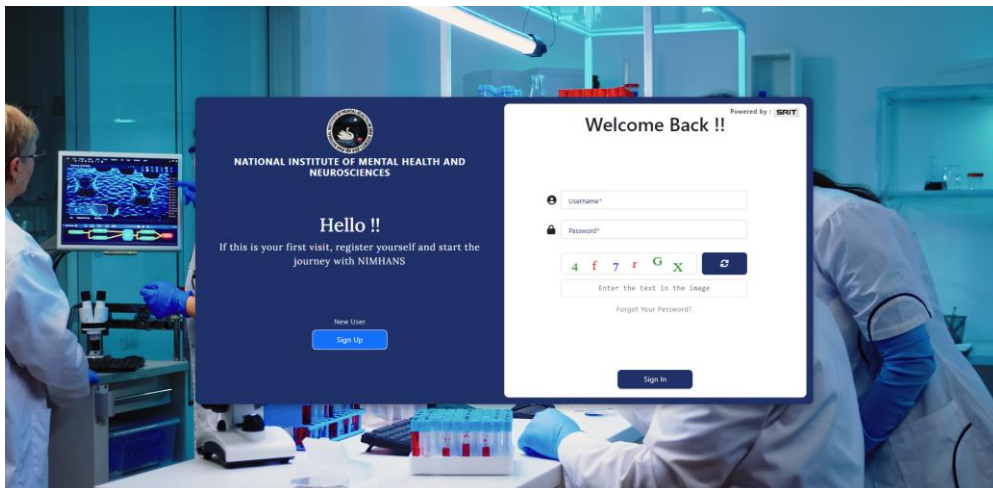 Powered by : SRIT
NATIONAL INSTITUTE OF MENTAL HEALTH AND
NEUROSCIENCES
Hello !!
If this is your first visit, register yourself and start the
journey with NIMHANS
New User
Sign Up
Welcome Back !!
Username*
Password*
4 f 7 r G X
Enter the text in the image
Forgot Your Password?
Sign In